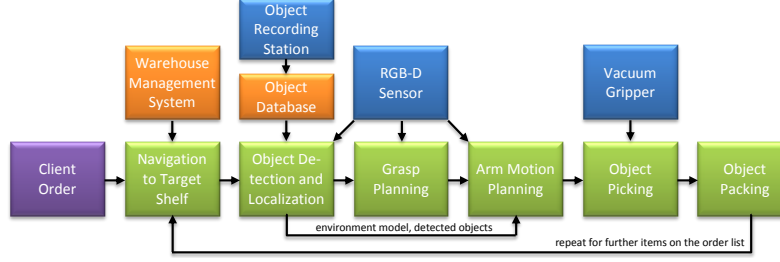 Object
Recording
Station
Warehouse
Management
System
Object
Database
RGB-D
Sensor
Vacuum
Gripper
Client
Order
Navigation
to Target
Shelf
Object De-
tection and
Localization
Grasp
Planning
Arm Motion
Planning
Object
Picking
Object
Packing
environment model, detected objects
repeat for further items on the order list